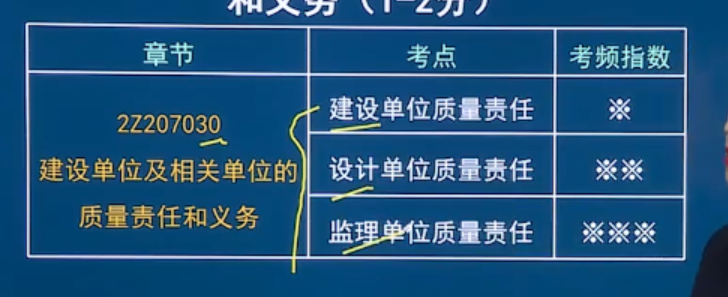 和义务（1-2分）
章节 考点 考频指数
2Z207030
建设单位及相关单位的
质量责任和义务
建设单位质量责任 ※
设计单位质量责任 ※※
监理单位质量责任 ※※※